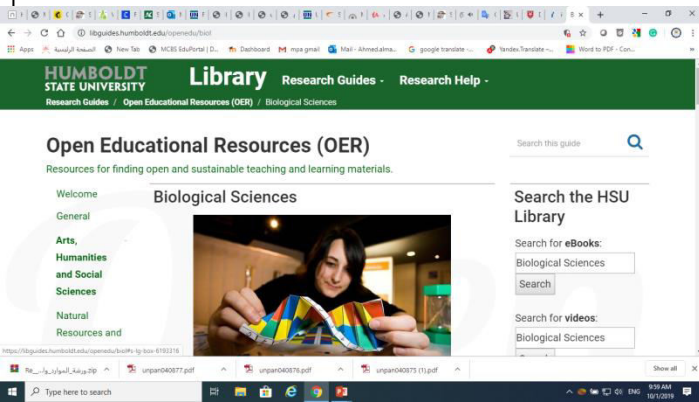 libguides.humboldt.edu/openedu/biol
Apps
الصفحة الرئيسية
New Tab
MCBS EduPortal | D...
Dashboard
mya gmail
Mail - Ahmed.alme...
google translate -...
Yandex.Translate –...
Word to PDF - Con...
HUMBOLDT
STATE UNIVERSITY
Library
Research Guides -
Research Help -
Research Guides / Open Educational Resources (OER) / Biological Sciences
Open Educational Resources (OER)
Search this guide
Resources for finding open and sustainable teaching and learning materials.
Welcome
General
Arts,
Humanities
and Social
Sciences
Natural
Resources and
Biological Sciences
Search the HSU
Library
Search for eBooks:
Biological Sciences
Search
Search for videos:
Biological Sciences
https://libguides.humboldt.edu/openedu/biol#s-lg-box-6193316
unpan040877.pdf
unpan040876.pdf
unpan040875 (1).pdf
Show all
Type here to search
ENG
9:59 AM
10/1/2019